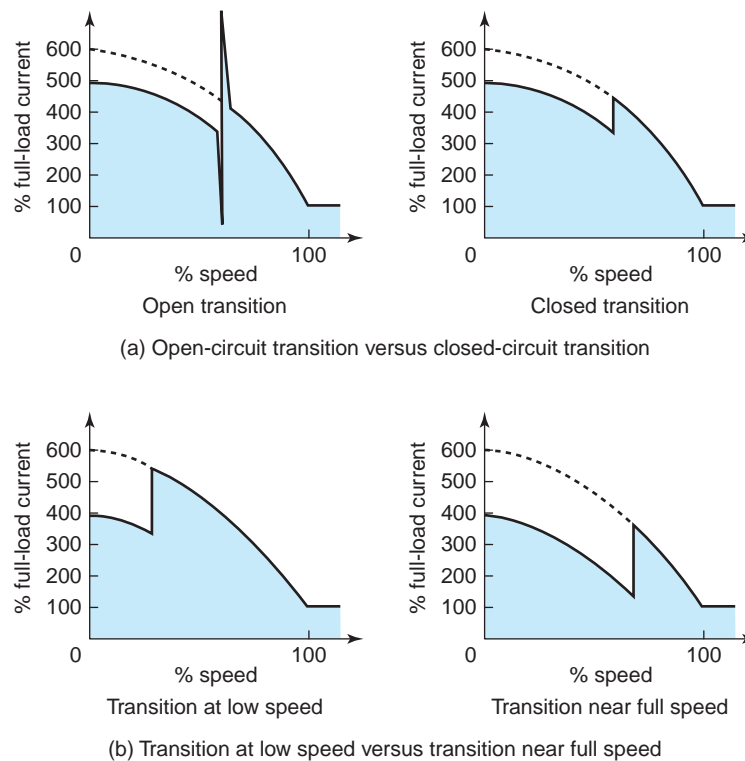 % full-load current
600
500
400
300
200
100
0
100
% speed
Open transition
% full-load current
600
500
400
300
200
100
0
100
% speed
Closed transition
(a) Open-circuit transition versus closed-circuit transition
% full-load current
600
500
400
300
200
100
0
100
% speed
Transition at low speed
% full-load current
600
500
400
300
200
100
0
100
% speed
Transition near full speed
(b) Transition at low speed versus transition near full speed